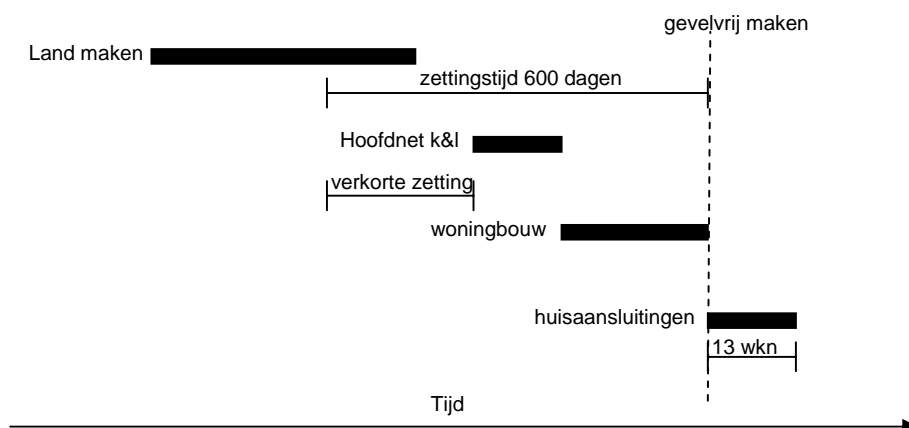 gevelvrij maken
Land maken
zettingstijd 600 dagen
Hoofdnet k&l
verkorte zetting
woningbouw
huisaansluitingen
13 wkn
Tijd